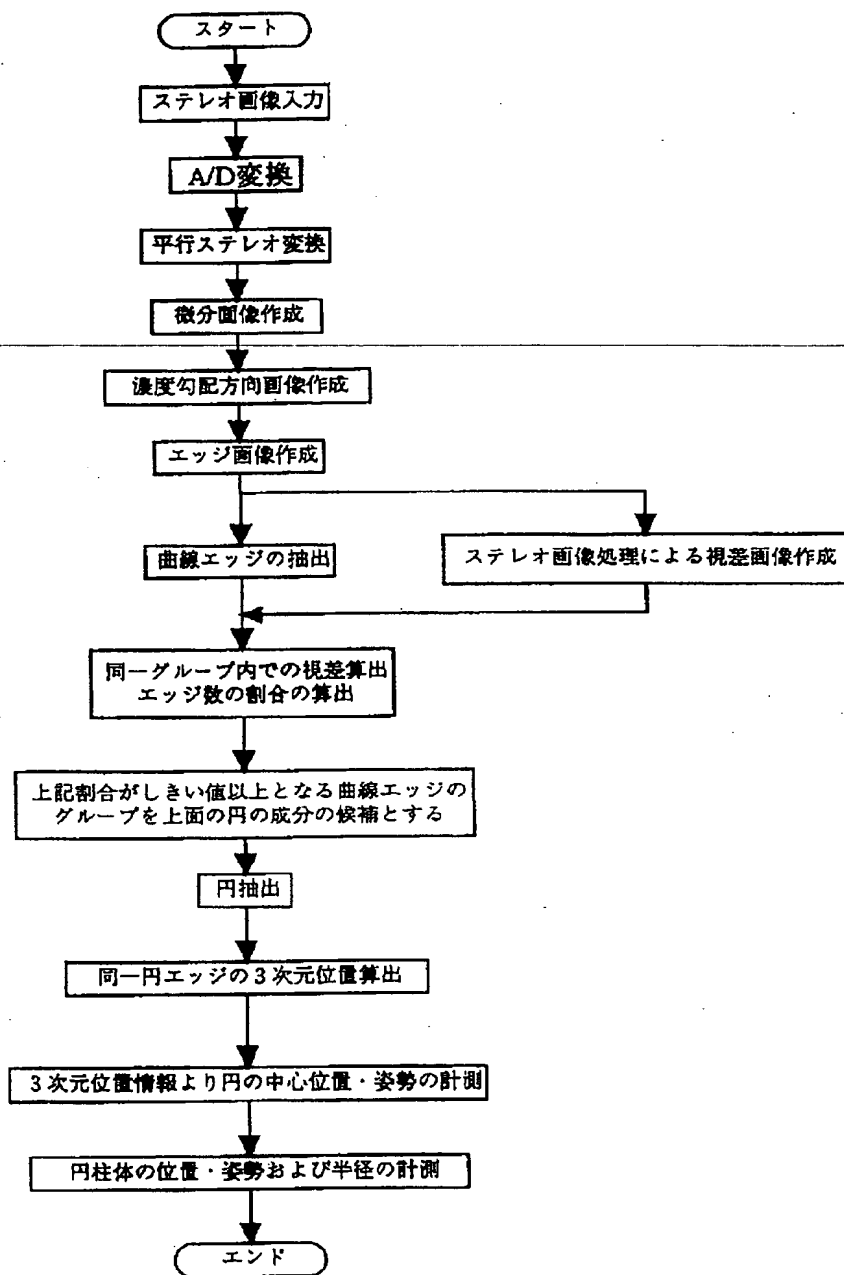 スタート
ステレオ画像入力
A/D変換
平行ステレオ変換
微分画像作成
濃度勾配方向画像作成
エッジ画像作成
曲線エッジの抽出
ステレオ画像処理による視差画像作成
同一グループ内での視差算出
エッジ数の割合の算出
上記割合がしきい値以上となる曲線エッジの
グループを上面の円の成分の候補とする
円抽出
同一円エッジの3次元位置算出
3次元位置情報より円の中心位置・姿勢の計測
円柱体の位置・姿勢および半径の計測
エンド